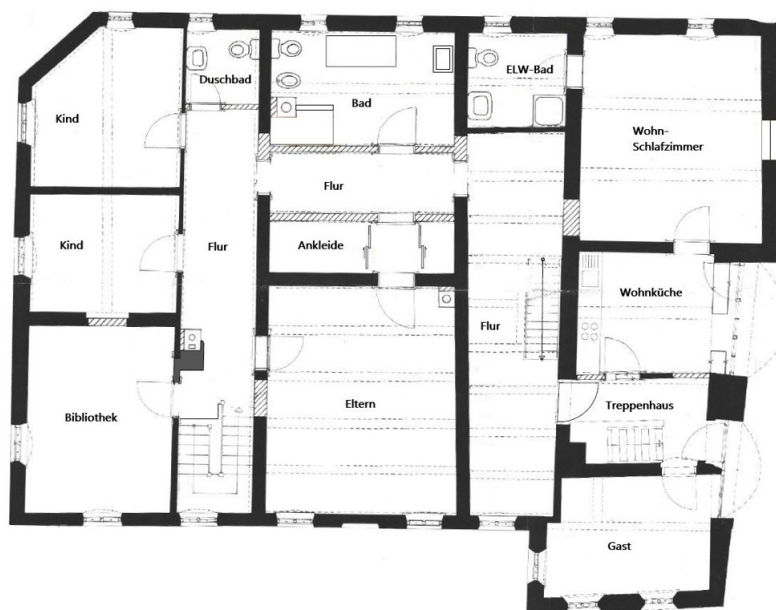 Duschbad
ELW-Bad
Bad
Kind
Wohn-
Schlafzimmer
Flur
Kind
Flur
Ankleide
Wohnküche
Flur
Eltern
Treppenhaus
Bibliothek
Gast